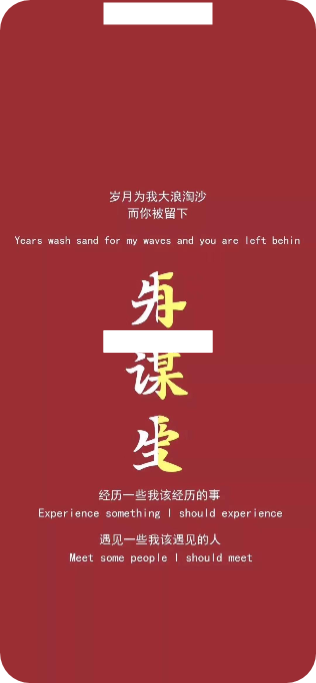 岁月为我大浪淘沙
而你被留下
Years wash sand for my waves and you are left behin
谋
经历一些我该经历的事
Experience something I should experience
遇见一些我该遇见的人
Meet some people I should meet